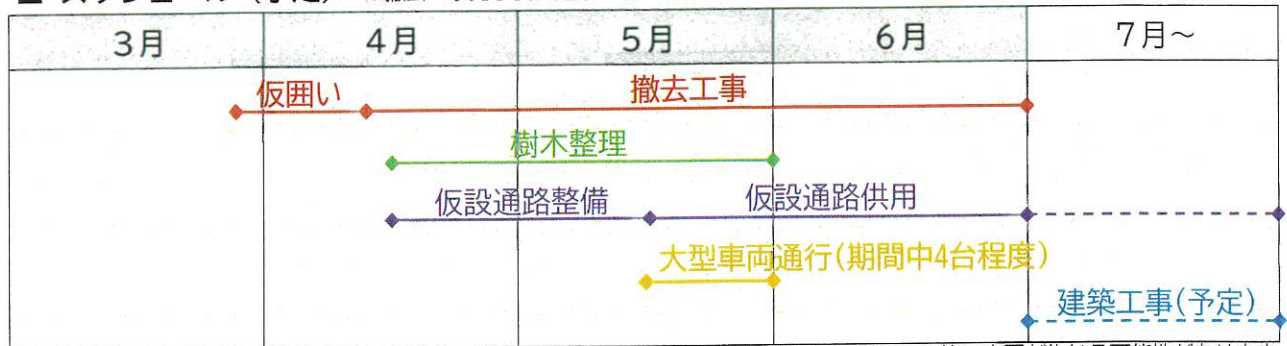 3月 4月 5月 6月 7月～
仮囲い 撤去工事
樹木整理
仮設通路整備 仮設通路供用
大型車両通行(期間中4台程度)
建築工事(予定)